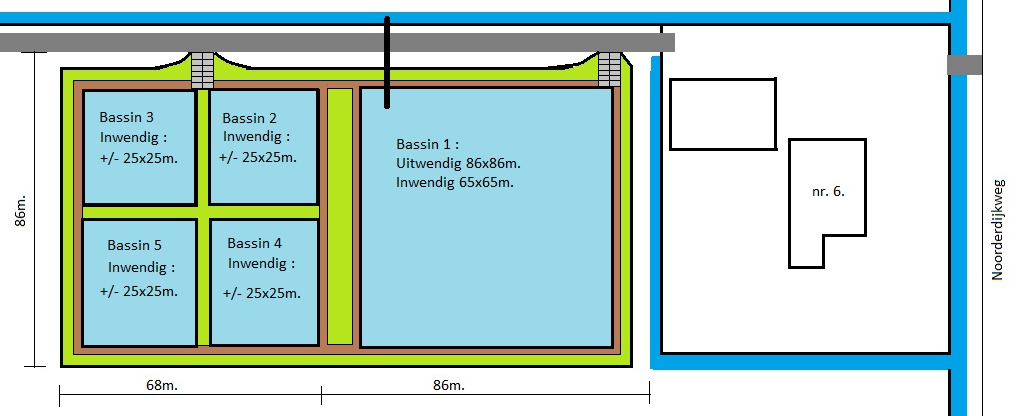 Bassin 3
Inwendig :
+/- 25x25m.
Bassin 2
Inwendig :
+/- 25x25m.
Bassin 1 :
Uitwendig 86x86m.
Inwendig 65x65m.
nr. 6.
Noorderdijkweg
86m.
Bassin 5
Inwendig :
+/- 25x25m.
Bassin 4
Inwendig :
+/- 25x25m.
68m.
86m.